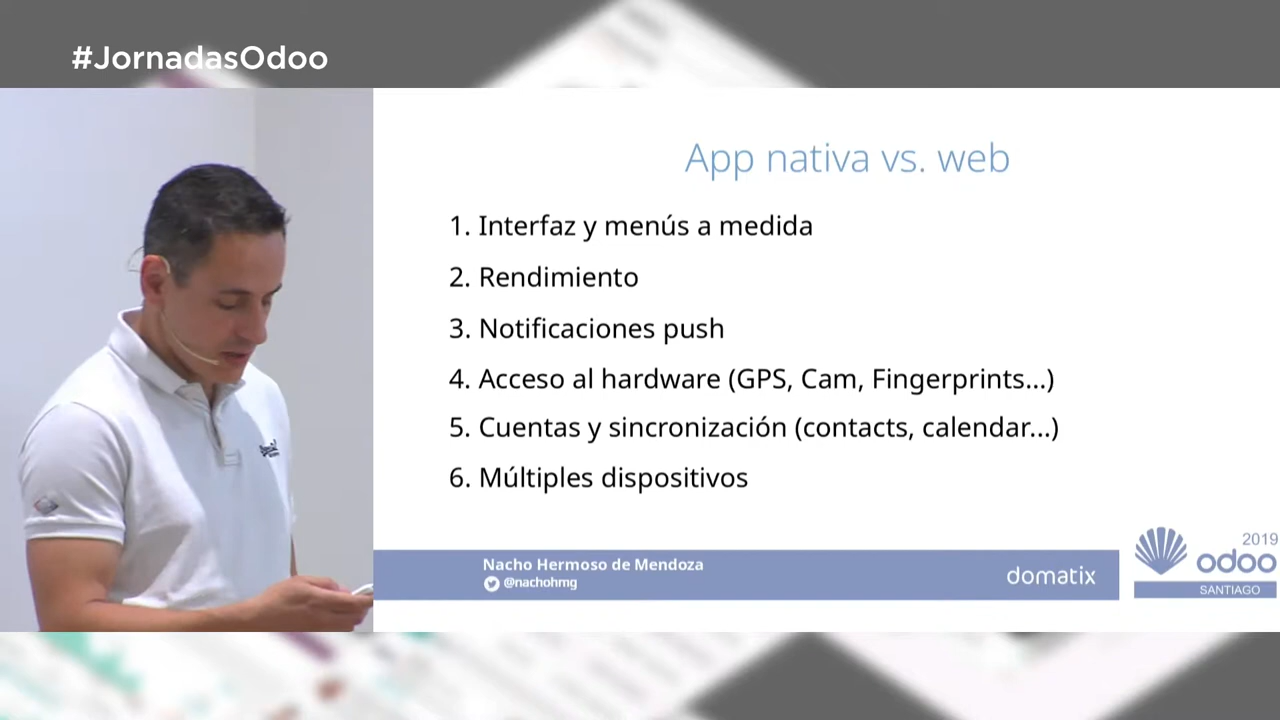 #JornadasOdoo
App nativa vs. web
1. Interfaz y menús a medida
2. Rendimiento
3. Notificaciones push
4. Acceso al hardware (GPS, Cam, Fingerprints...)
5. Cuentas y sincronización (contacts, calendar...)
6. Múltiples dispositivos
Nacho Hermoso de Mendoza
@nachohmg
domatix
2019
odoo
SANTIAGO